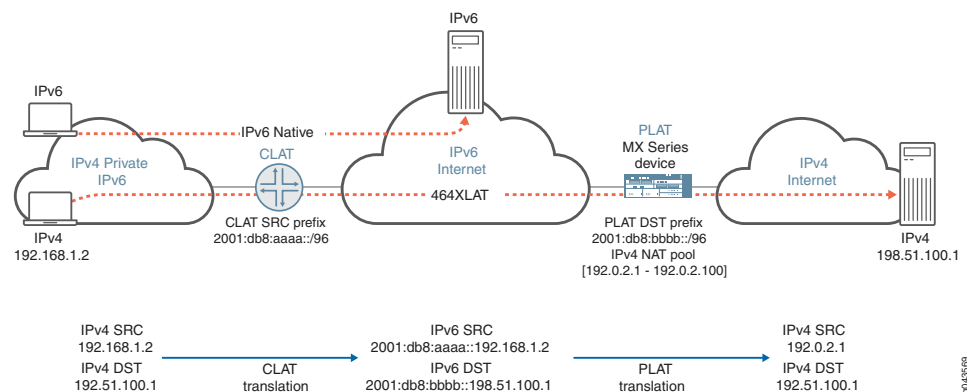 IPv6
IPv6
IPv6 Native
IPv4 Private
IPv6
CLAT
IPv6
Internet
464XLAT
PLAT
MX Series
device
IPv4
Internet
IPv4
192.168.1.2
CLAT SRC prefix
2001:db8:aaaa::/96
PLAT DST prefix
2001:db8:bbbb::/96
IPv4 NAT pool
[192.0.2.1 - 192.0.2.100]
IPv4
198.51.100.1
IPv4 SRC
192.168.1.2
IPv4 DST
192.51.100.1
CLAT
translation
IPv6 SRC
2001:db8:aaaa::192.168.1.2
IPv6 DST
2001:db8:bbbb::198.51.100.1
PLAT
translation
IPv4 SRC
192.0.2.1
IPv4 DST
192.51.100.1
g043569